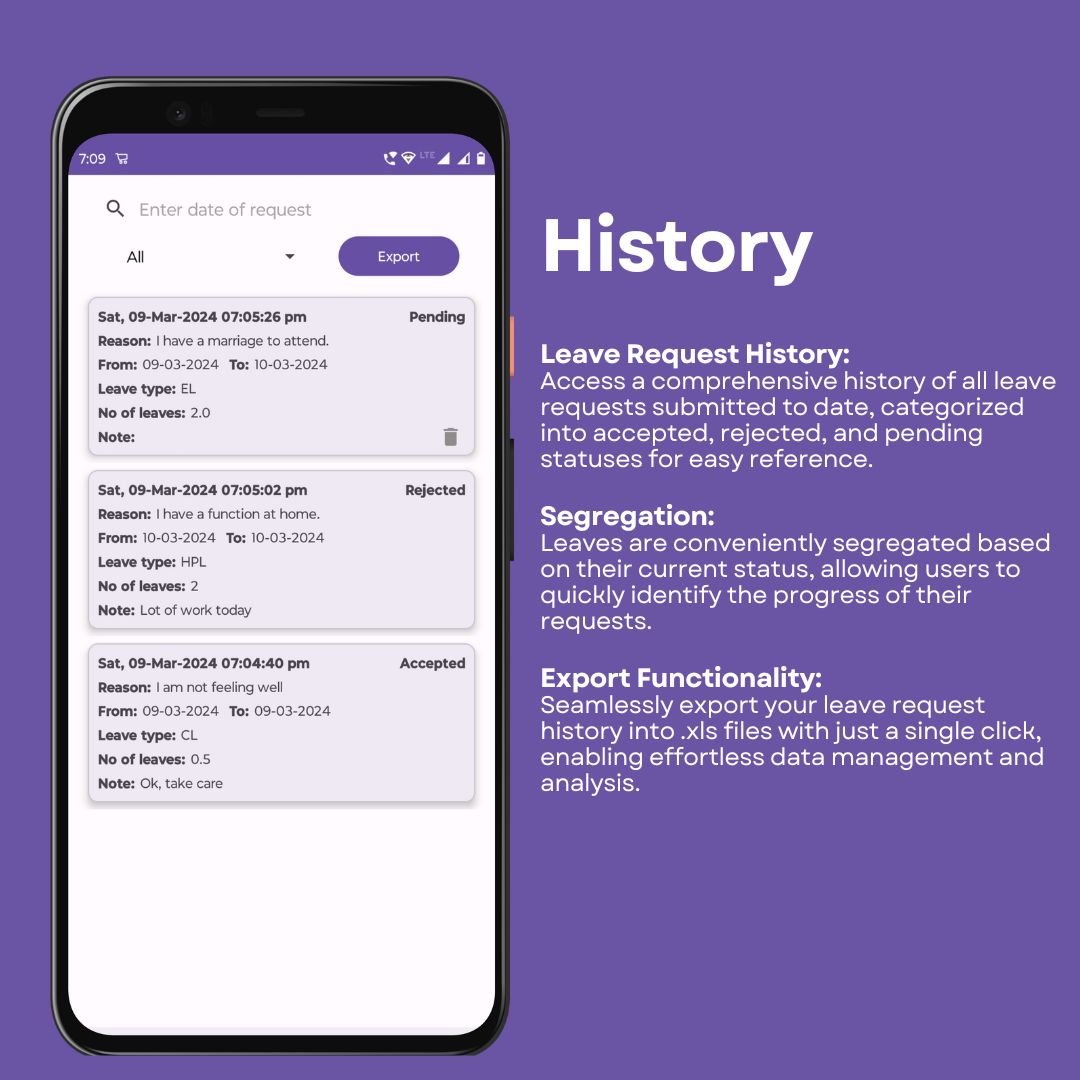 7:09
LTE
Enter date of request
All
Export
Sat, 09-Mar-2024 07:05:26 pm Pending
Reason: I have a marriage to attend.
From: 09-03-2024 To: 10-03-2024
Leave type: EL
No of leaves: 2.0
Note:
Sat, 09-Mar-2024 07:05:02 pm Rejected
Reason: I have a function at home.
From: 10-03-2024 To: 10-03-2024
Leave type: HPL
No of leaves: 2
Note: Lot of work today
Sat, 09-Mar-2024 07:04:40 pm Accepted
Reason: I am not feeling well
From: 09-03-2024 To: 09-03-2024
Leave type: CL
No of leaves: 0.5
Note: Ok, take care
History
Leave Request History:
Access a comprehensive history of all leave
requests submitted to date, categorized
into accepted, rejected, and pending
statuses for easy reference.
Segregation:
Leaves are conveniently segregated based
on their current status, allowing users to
quickly identify the progress of their
requests.
Export Functionality:
Seamlessly export your leave request
history into .xls files with just a single click,
enabling effortless data management and
analysis.